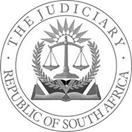 · THE JUDICIARY ·
REPUBLIC OF SOUTH AFRICA